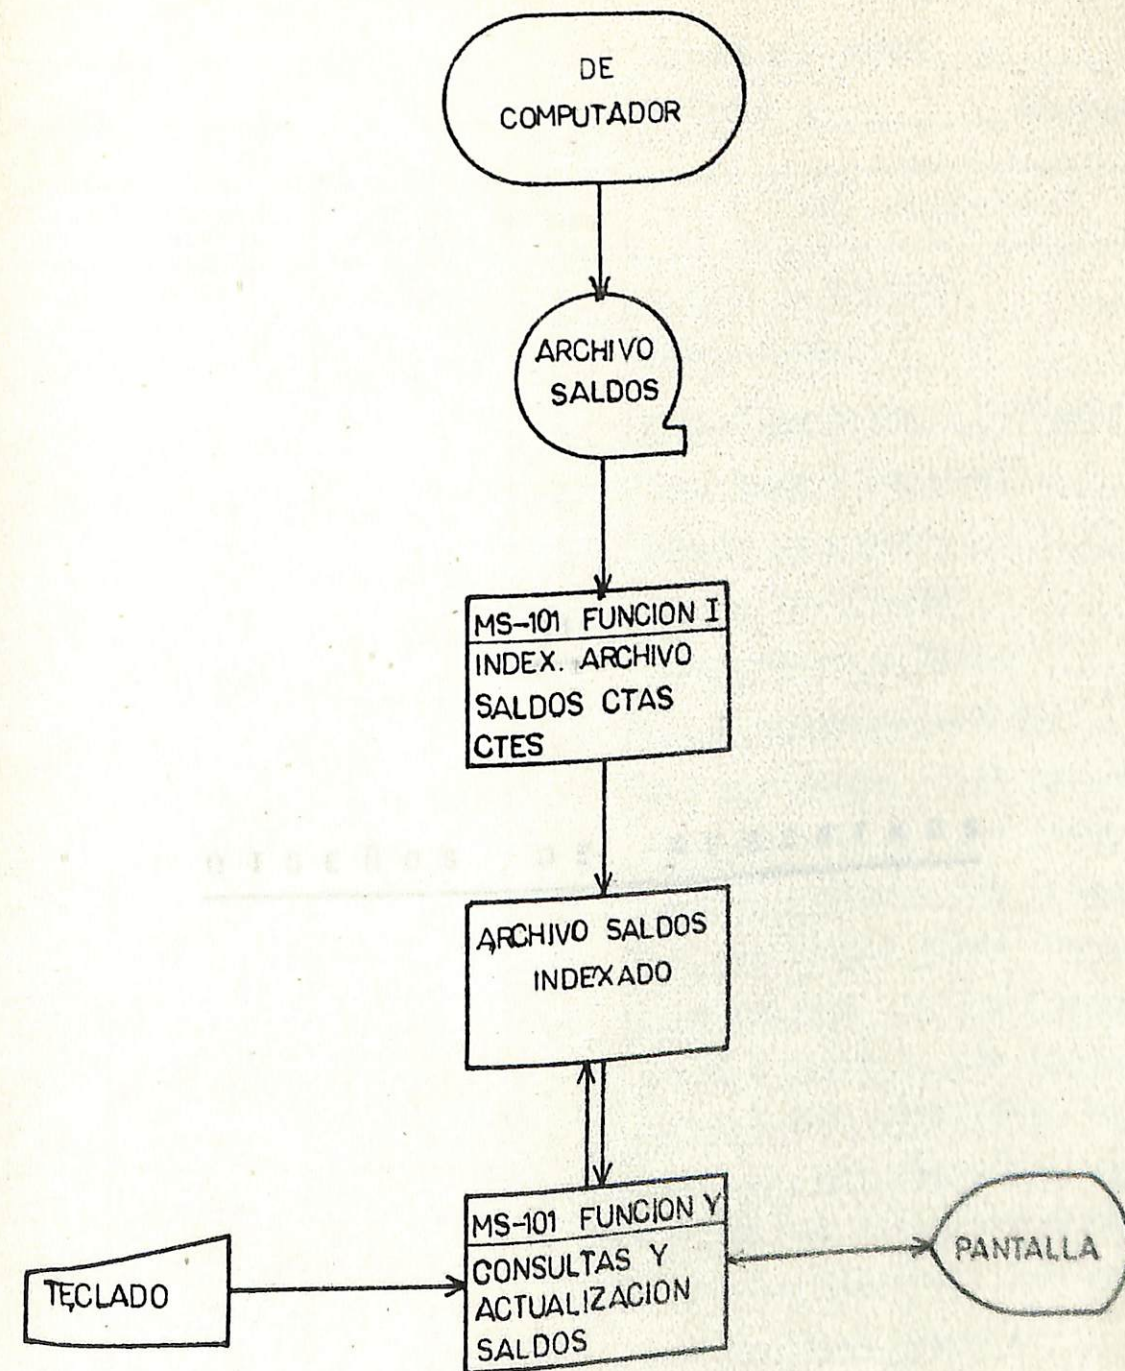 DE
COMPUTADOR
ARCHIVO
SALDOS
MS-101 FUNCION I
INDEX. ARCHIVO
SALDOS CTAS
CTES
ARCHIVO SALDOS
INDEXADO
MS-101 FUNCION Y
CONSULTAS Y
ACTUALIZACION
SALDOS
TECLADO
PANTALLA